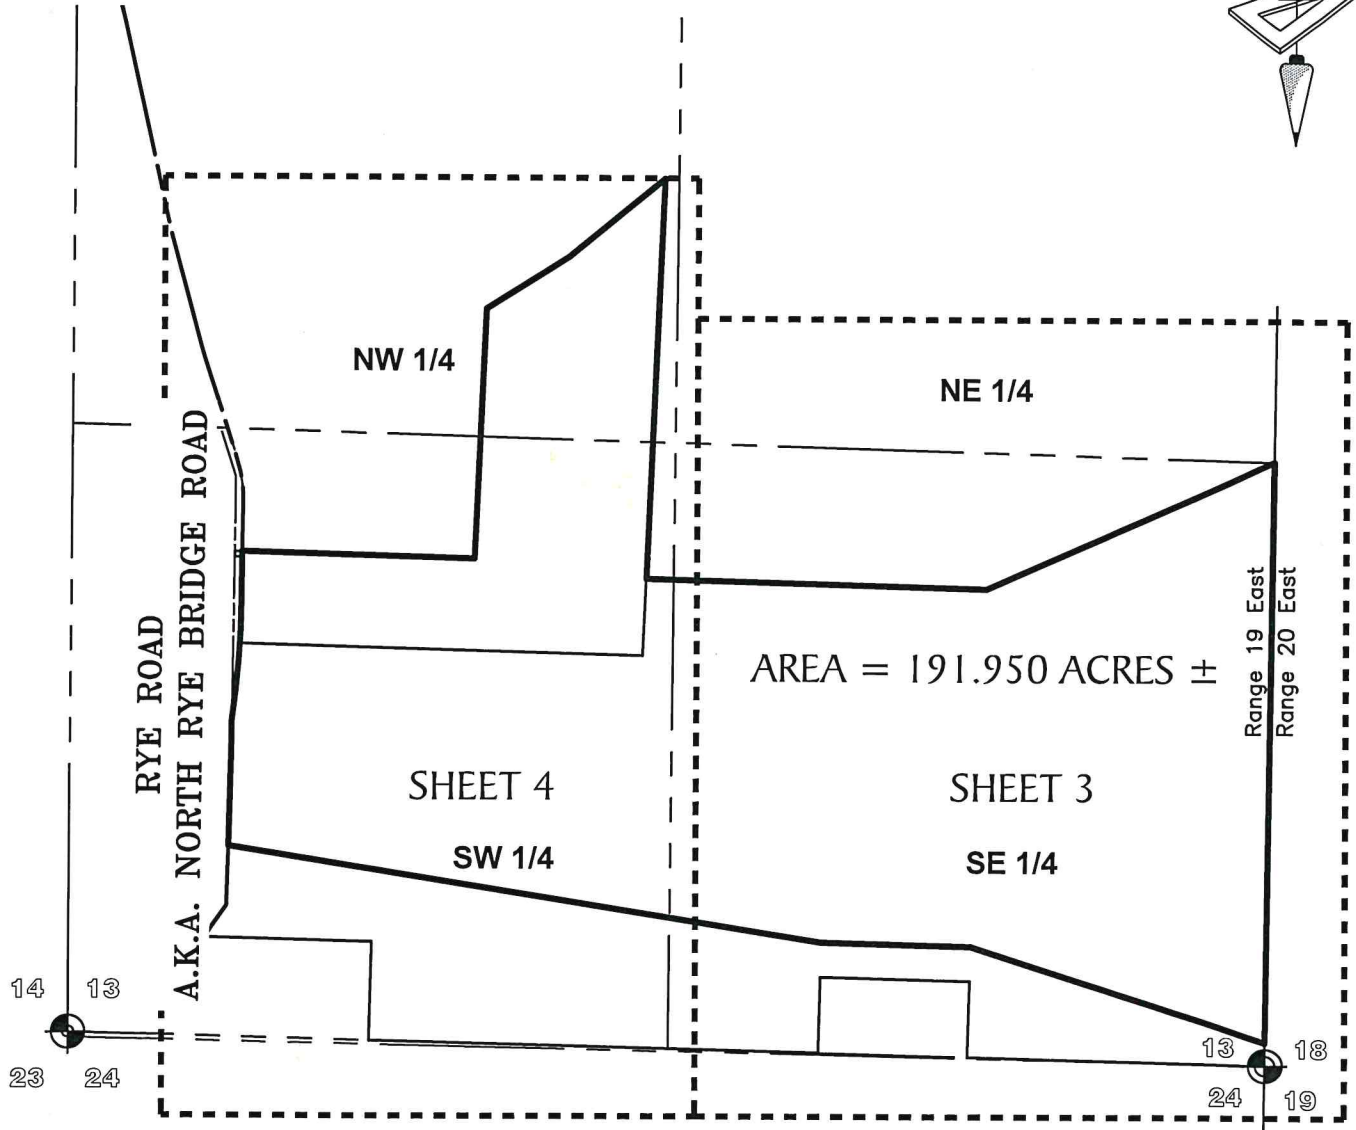 NW 1/4
NE 1/4
RYE ROAD
A.K.A. NORTH RYE BRIDGE ROAD
AREA = 191.950 ACRES ±
Range 19 East
Range 20 East
SHEET 4
SHEET 3
SW 1/4
SE 1/4
14 13
23 24
13 18
24 19